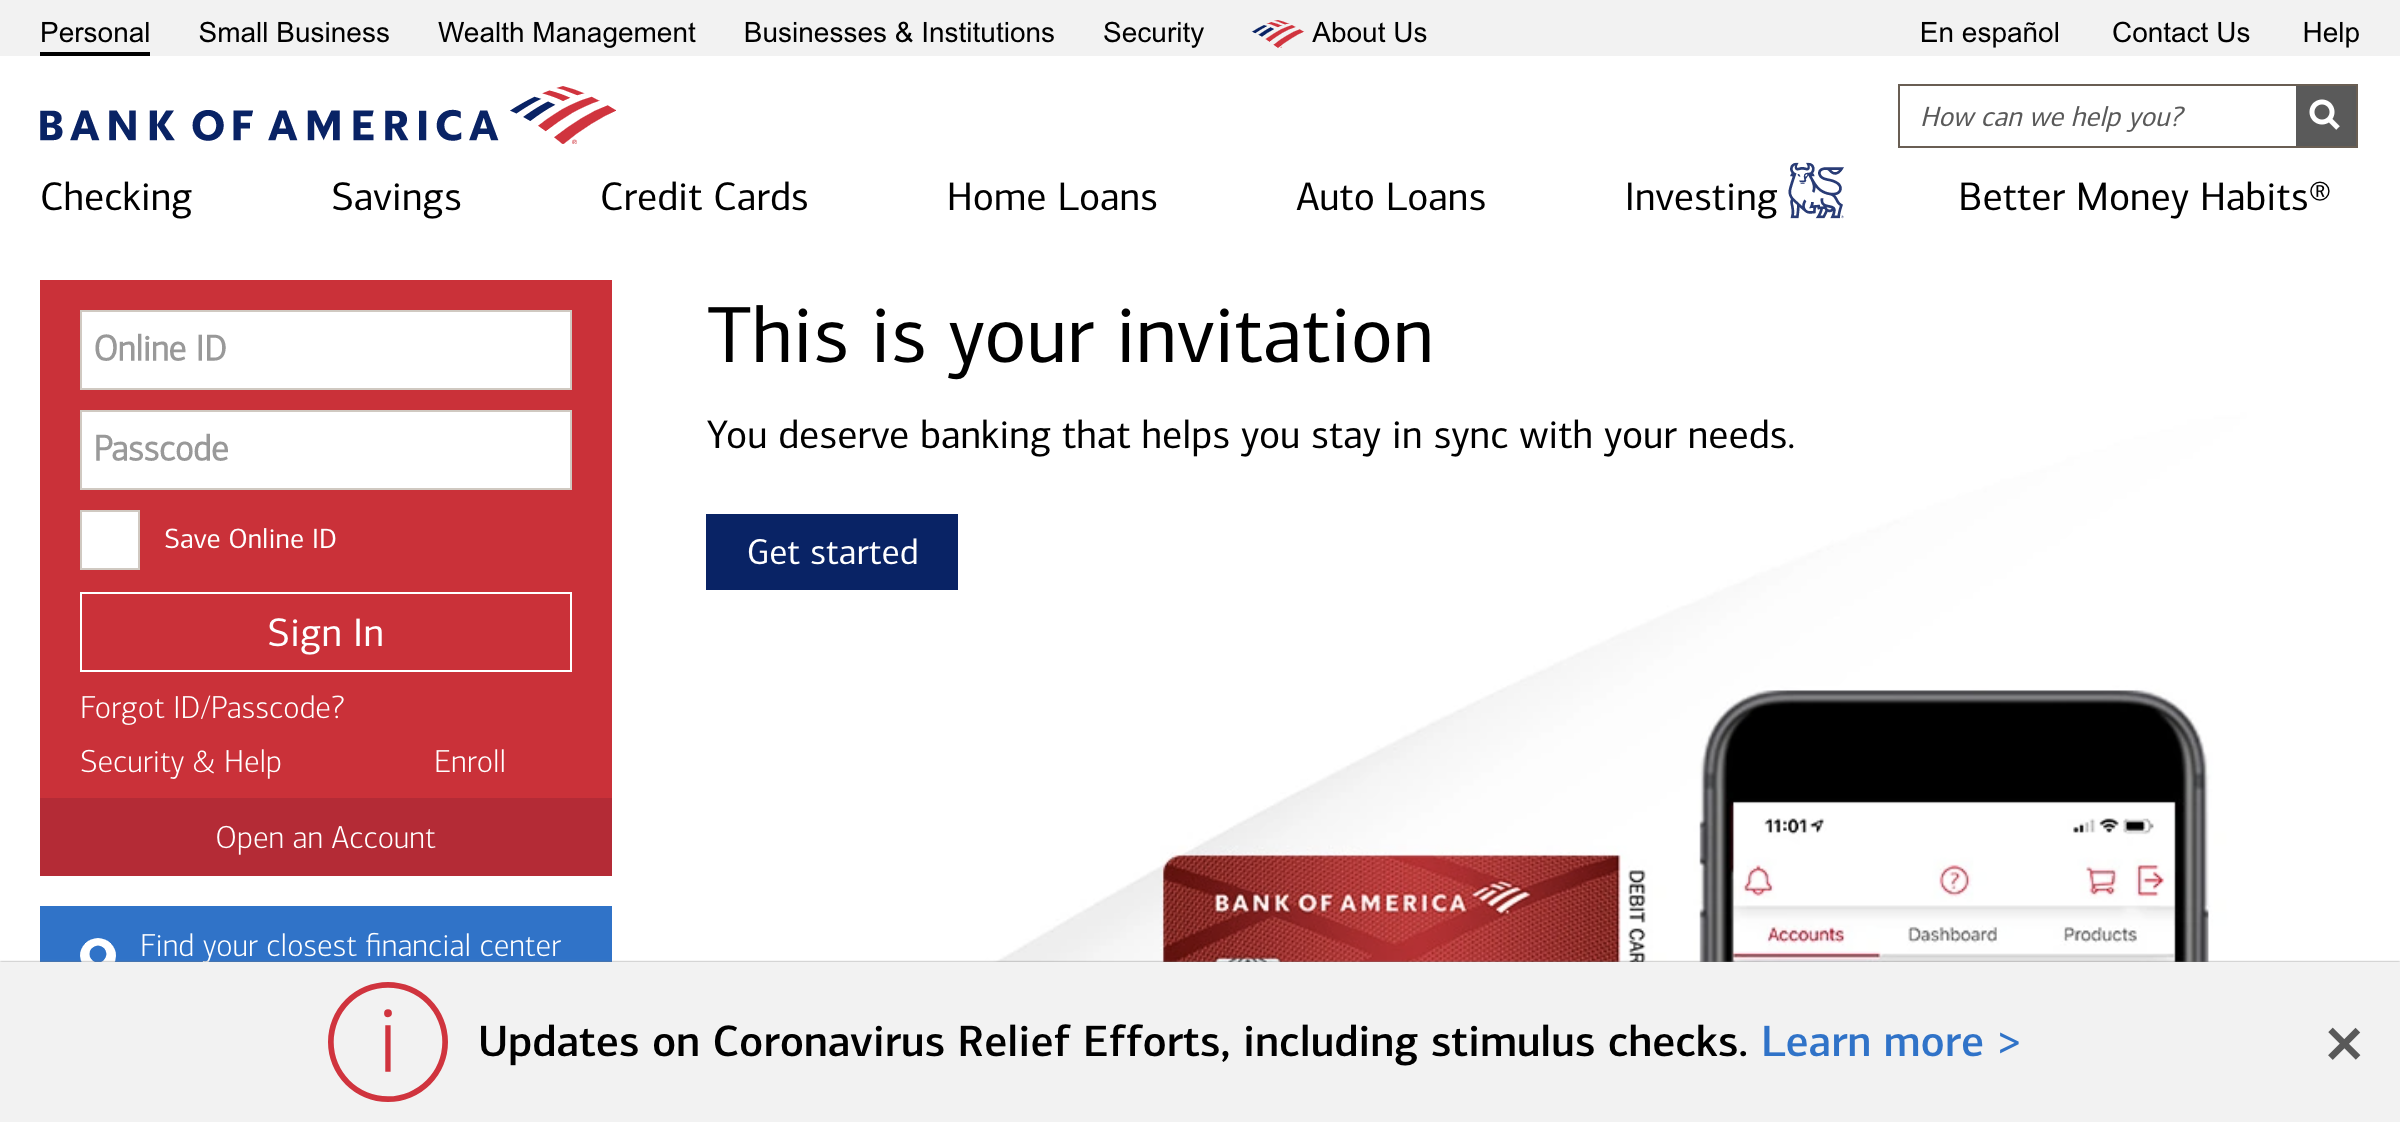 Personal Small Business Wealth Management Businesses & Institutions Security About Us En español Contact Us Help
BANK OF AMERICA
How can we help you?
Checking Savings Credit Cards Home Loans Auto Loans Investing Better Money Habits®
Online ID
Passcode
Save Online ID
Sign In
Forgot ID/Passcode?
Security & Help Enroll
Open an Account
Find your closest financial center
This is your invitation
You deserve banking that helps you stay in sync with your needs.
Get started
BANK OF AMERICA
DEBIT CAR
11:01
Accounts Dashboard Products
Updates on Coronavirus Relief Efforts, including stimulus checks. Learn more >